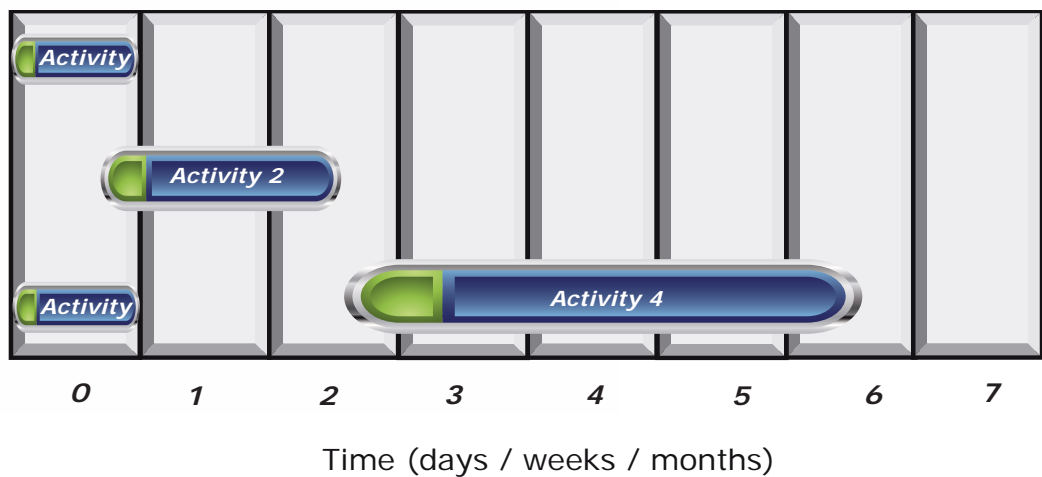 Activity
Activity 2
Activity
Activity 4
0 1 2 3 4 5 6 7
Time (days / weeks / months)